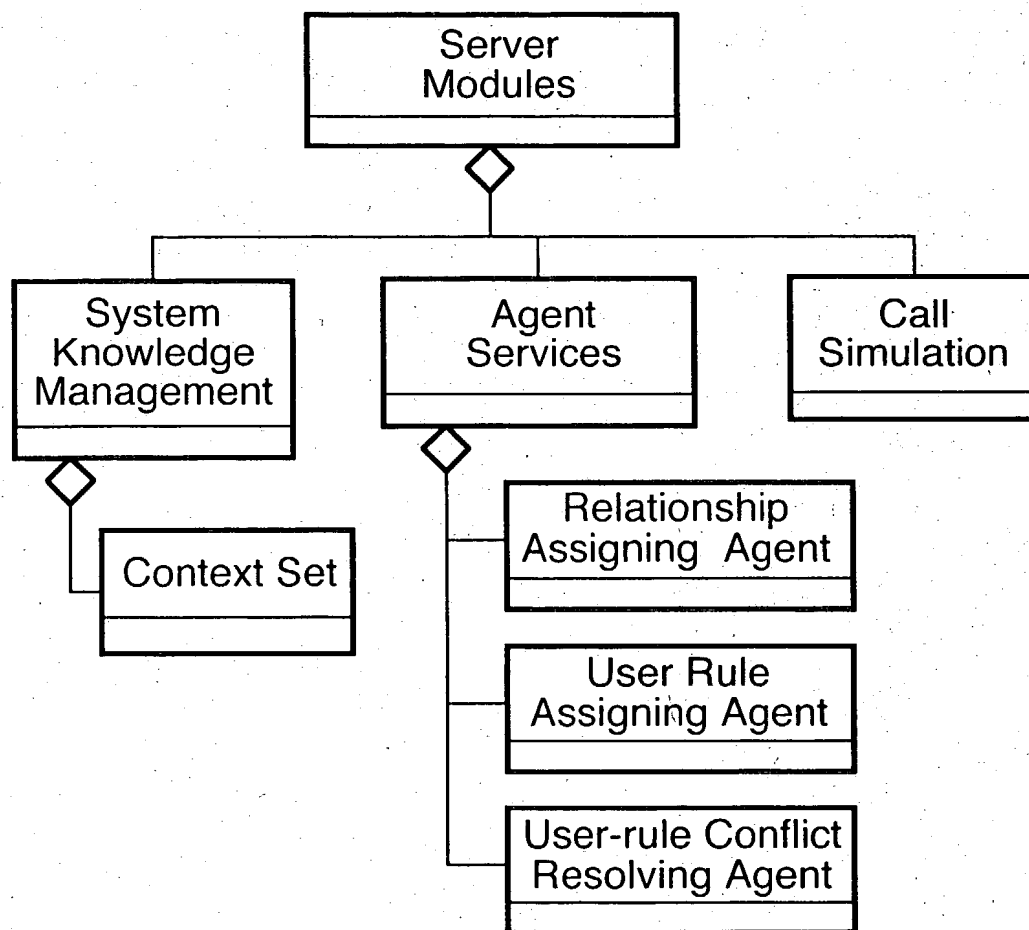 Server
Modules
System
Knowledge
Management
Agent
Services
Call
Simulation
Context Set
Relationship
Assigning Agent
User Rule
Assigning Agent
User-rule Conflict
Resolving Agent